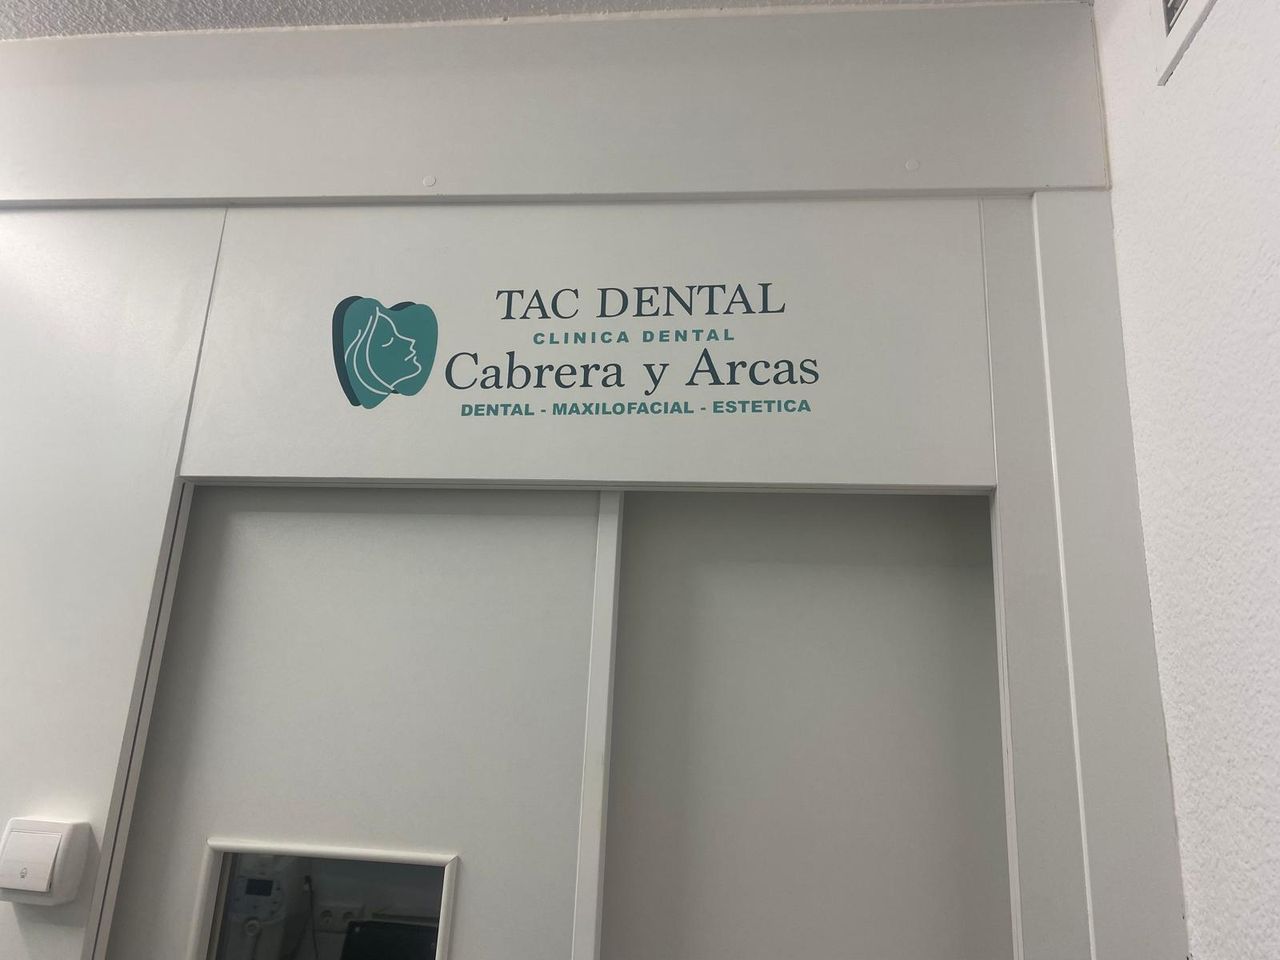 TAC DENTAL
CLINICA DENTAL
Cabrera y Arcas
DENTAL - MAXILOFACIAL - ESTETICA